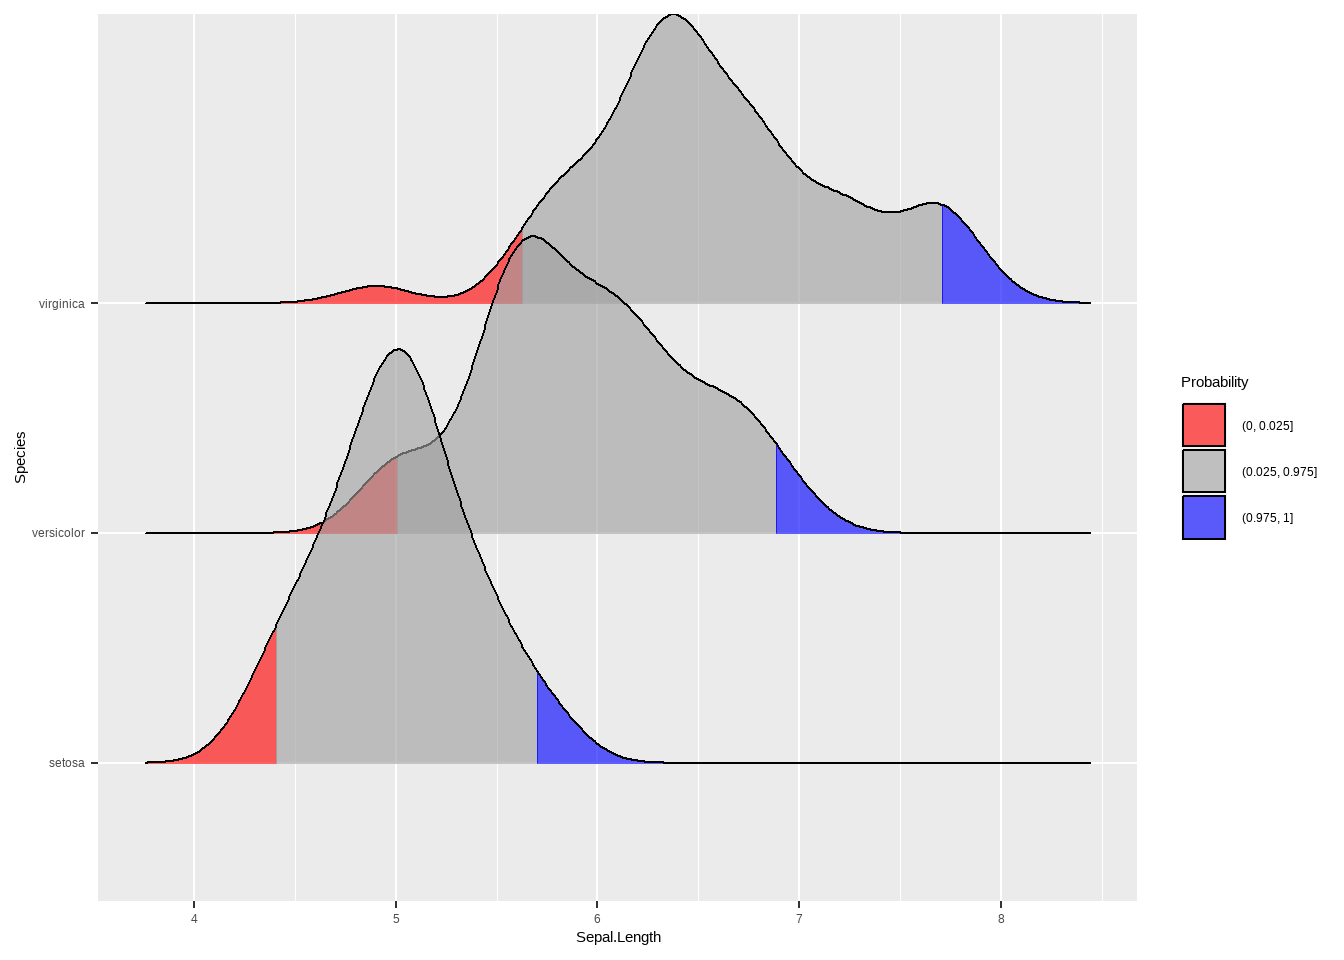 Species
virginica
versicolor
setosa
4 5 6 7 8
Sepal.Length
Probability
(0, 0.025]
(0.025, 0.975]
(0.975, 1]